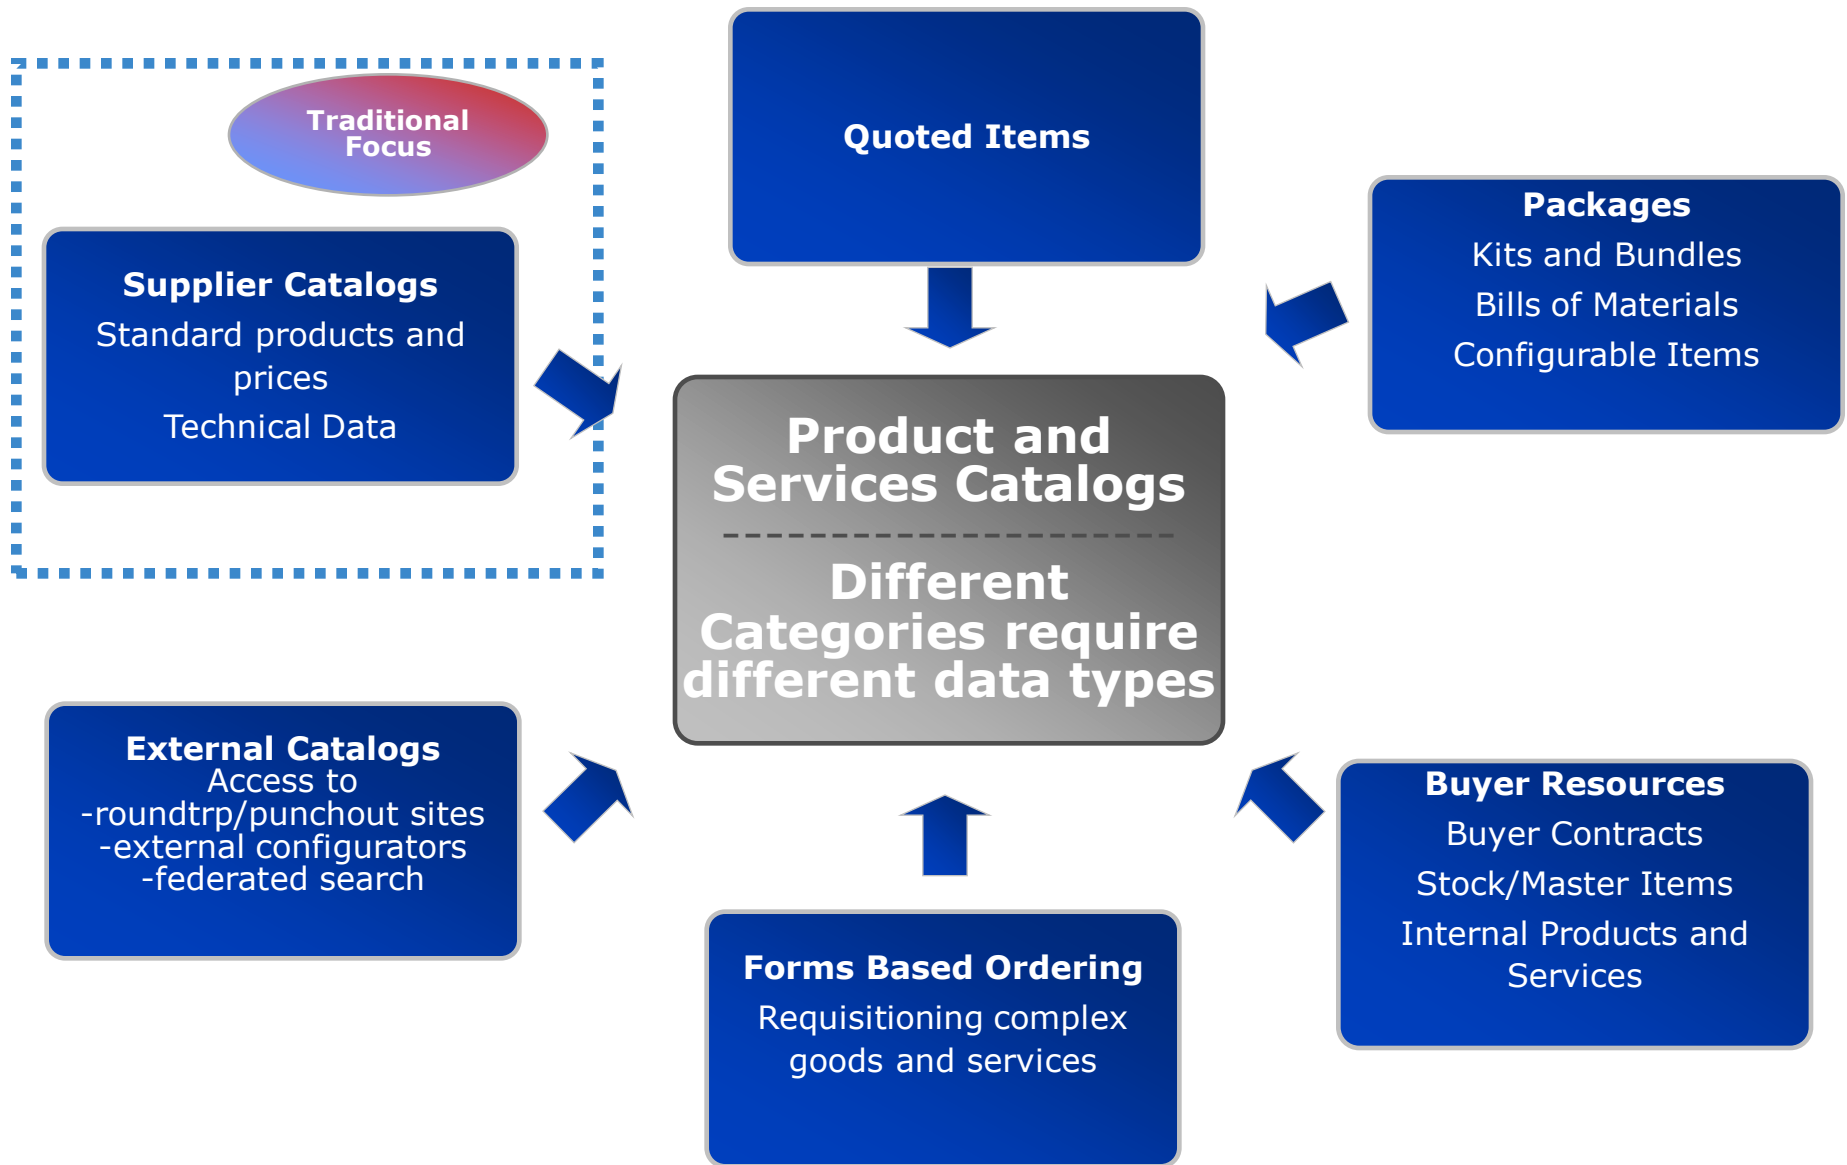 Traditional
Focus
Supplier Catalogs
Standard products and
prices
Technical Data
Quoted Items
Packages
Kits and Bundles
Bills of Materials
Configurable Items
Product and
Services Catalogs
Different
Categories require
different data types
External Catalogs
Access to
-roundtrp/punchout sites
-external configurators
-federated search
Forms Based Ordering
Requisitioning complex
goods and services
Buyer Resources
Buyer Contracts
Stock/Master Items
Internal Products and
Services